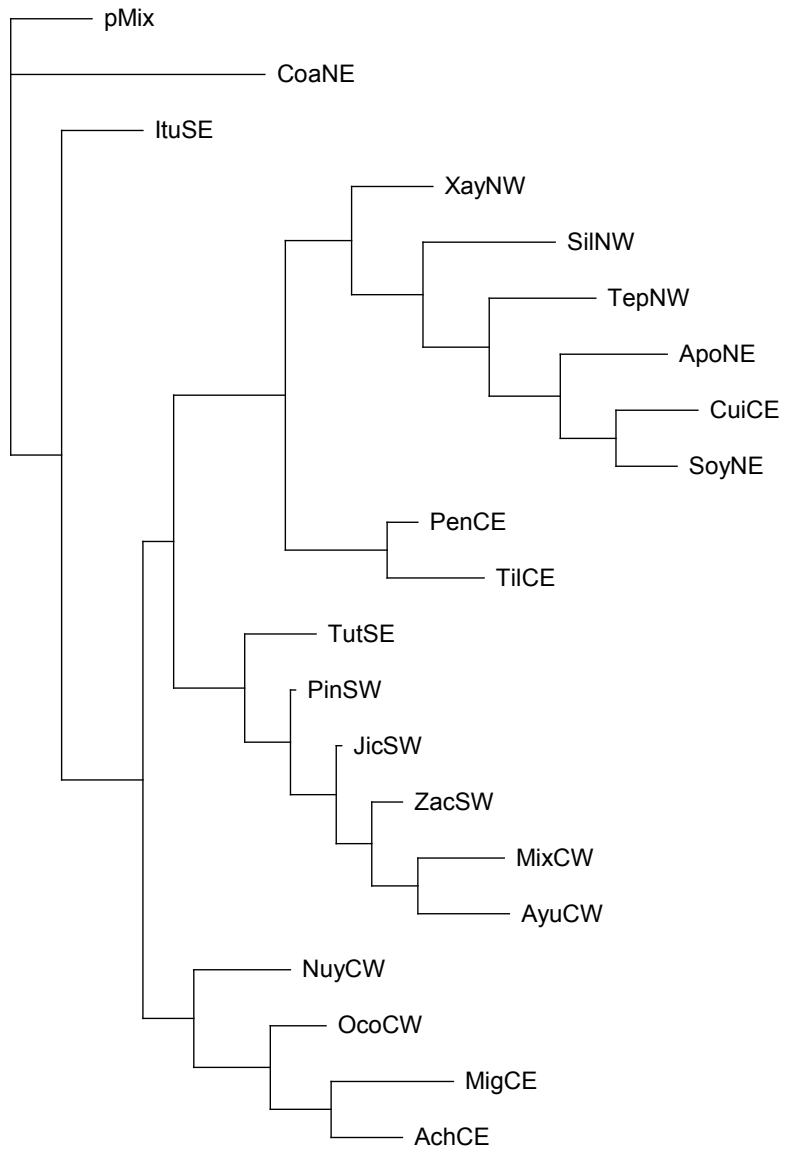 pMix
CoaNE
ItuSE
XayNW
SilNW
TepNW
ApoNE
CuiCE
SoyNE
PenCE
TilCE
TutSE
PinSW
JicSW
ZacSW
MixCW
AyuCW
NuyCW
OcoCW
MigCE
AchCE